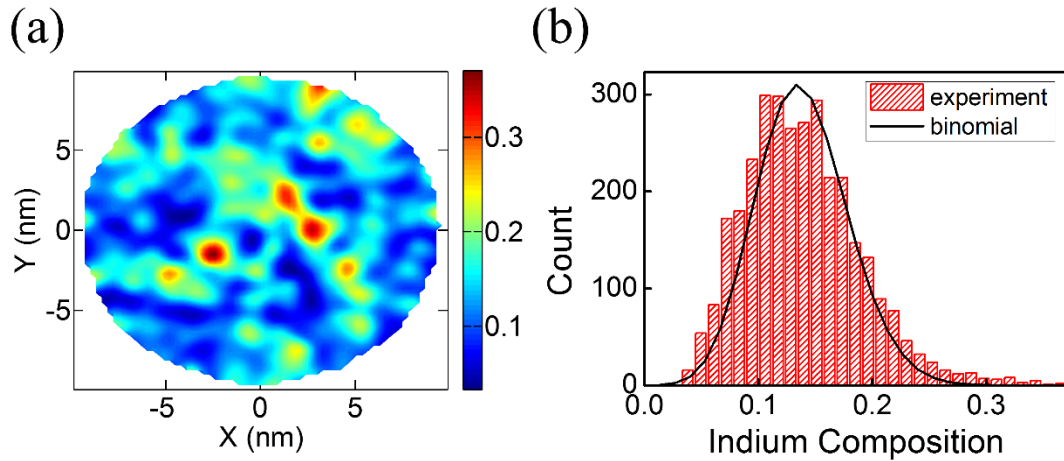 (a)
5
0
-5
Y (nm)
-5 0 5
X (nm)
0.3
0.2
0.1
(b)
300
200
100
0
Count
experiment
binomial
0.0 0.1 0.2 0.3
Indium Composition